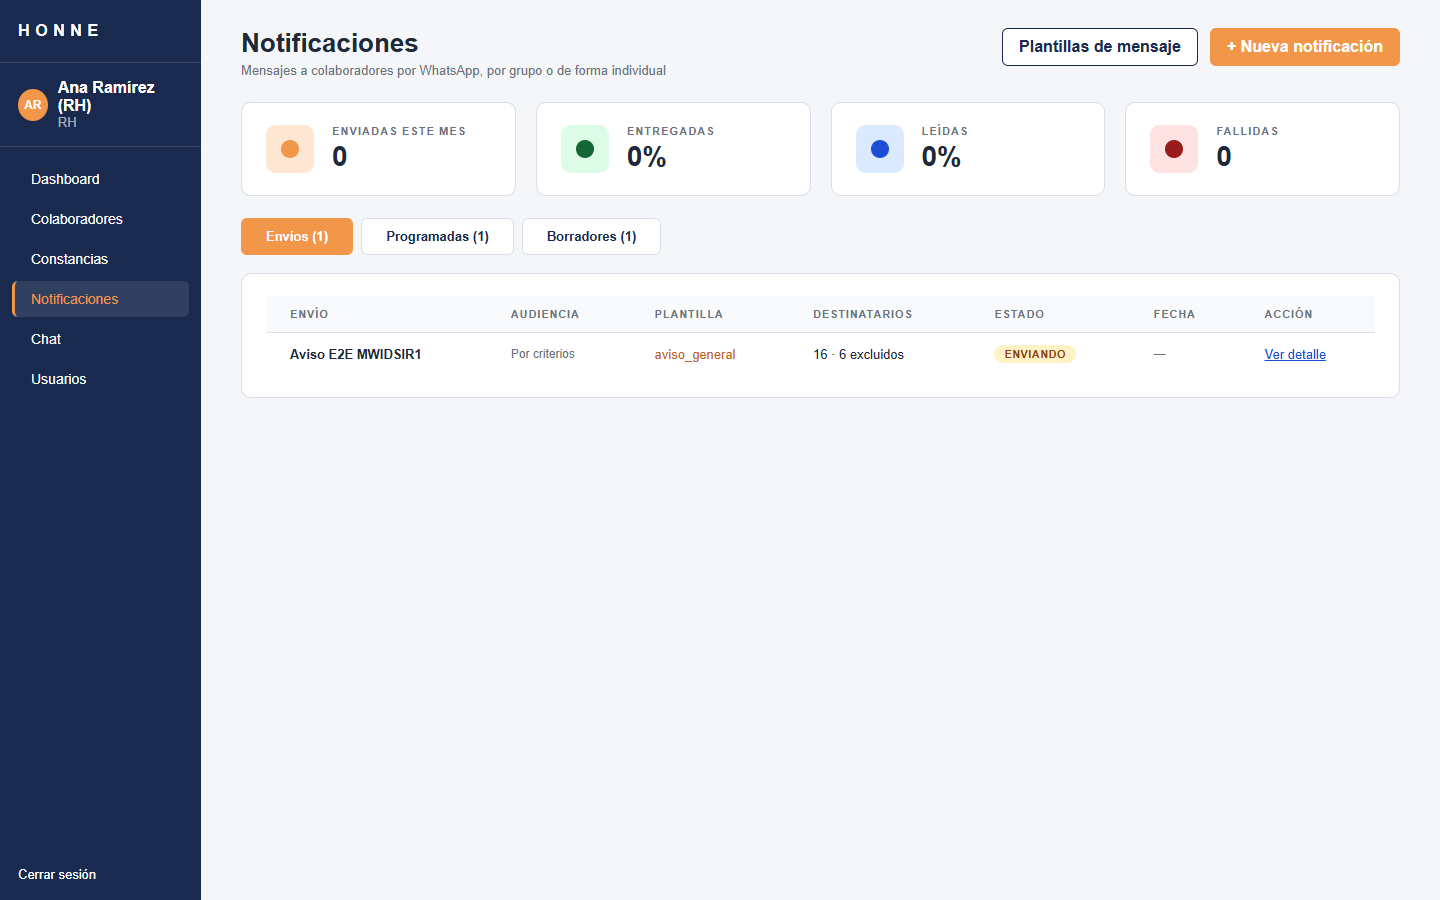 HONNE
AR
Ana Ramírez
(RH)
RH
Dashboard
Colaboradores
Constancias
Notificaciones
Chat
Usuarios
Cerrar sesión
Notificaciones
Mensajes a colaboradores por WhatsApp, por grupo o de forma individual
Plantillas de mensaje
+ Nueva notificación
ENVIADAS ESTE MES
0
ENTREGADAS
0%
LEÍDAS
0%
FALLIDAS
0
Envíos (1)
Programadas (1)
Borradores (1)
ENVÍO AUDIENCIA PLANTILLA DESTINATARIOS ESTADO FECHA ACCIÓN
Aviso E2E MWIDSIR1 Por criterios aviso_general 16 · 6 excluidos ENVIANDO — Ver detalle